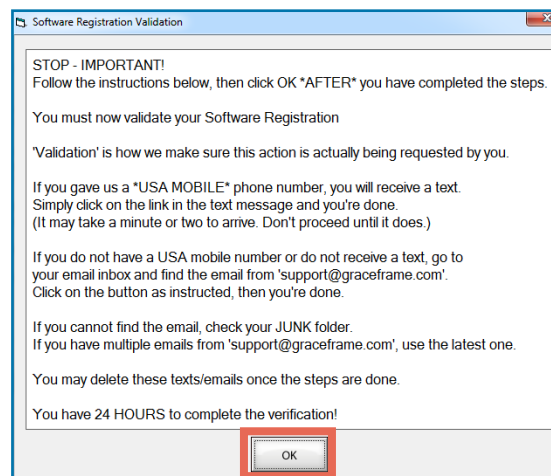 Software Registration Validation
STOP - IMPORTANT!
Follow the instructions below, then click OK *AFTER* you have completed the steps.
You must now validate your Software Registration
'Validation' is how we make sure this action is actually being requested by you.
If you gave us a *USA MOBILE* phone number, you will receive a text.
Simply click on the link in the text message and you're done.
(It may take a minute or two to arrive. Don't proceed until it does.)
If you do not have a USA mobile number or do not receive a text, go to
your email inbox and find the email from 'support@graceframe.com'.
Click on the button as instructed, then you're done.
If you cannot find the email, check your JUNK folder.
If you have multiple emails from 'support@graceframe.com', use the latest one.
You may delete these texts/emails once the steps are done.
You have 24 HOURS to complete the verification!
OK